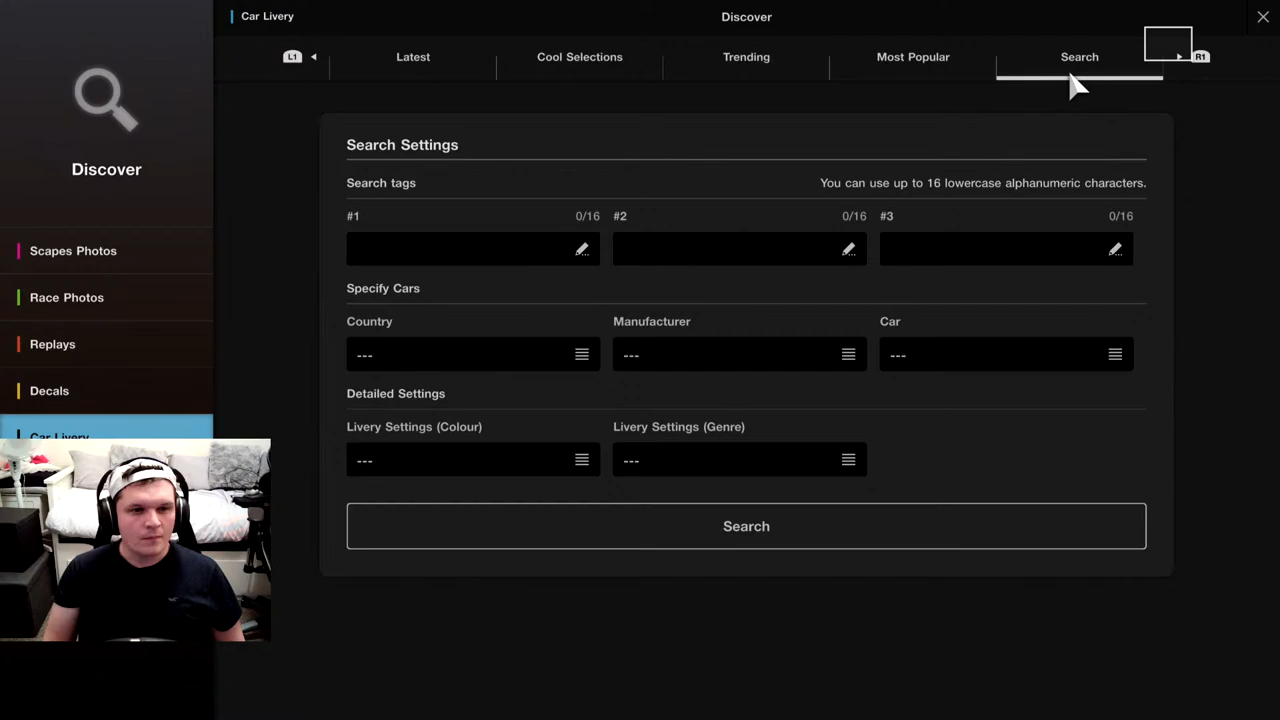 Car Livery
Discover
L1
Latest
Cool Selections
Trending
Most Popular
Search
R1
Discover
Scapes Photos
Race Photos
Replays
Decals
Car Livery
Search Settings
Search tags
You can use up to 16 lowercase alphanumeric characters.
#1 0/16 #2 0/16 #3 0/16
Specify Cars
Country Manufacturer Car
--- --- ---
Detailed Settings
Livery Settings (Colour) Livery Settings (Genre)
--- ---
Search